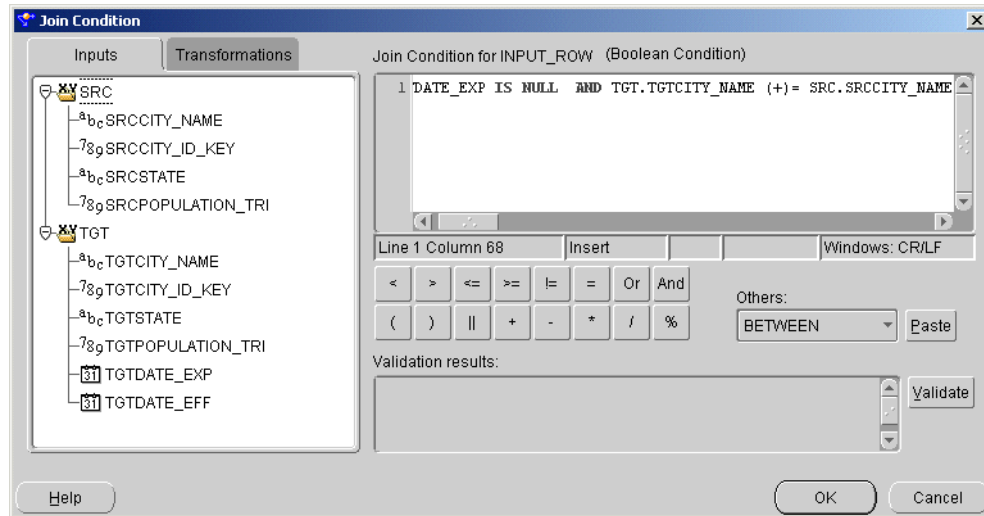 Join Condition
Inputs
Transformations
SRC
SRCCITY_NAME
SRCCITY_ID_KEY
SRCSTATE
SRCPOPULATION_TRI
TGT
TGTCITY_NAME
TGTCITY_ID_KEY
TGTSTATE
TGTPOPULATION_TRI
TGTDATE_EXP
TGTDATE_EFF
Join Condition for INPUT_ROW (Boolean Condition)
1 DATE_EXP IS NULL AND TGT.TGTCITY_NAME (+)= SRC.SRCCITY_NAME
Line 1 Column 68 Insert Windows: CR/LF
< > <= >= != = Or And
( ) || + - * / %
Others:
BETWEEN Paste
Validation results:
Validate
Help OK Cancel